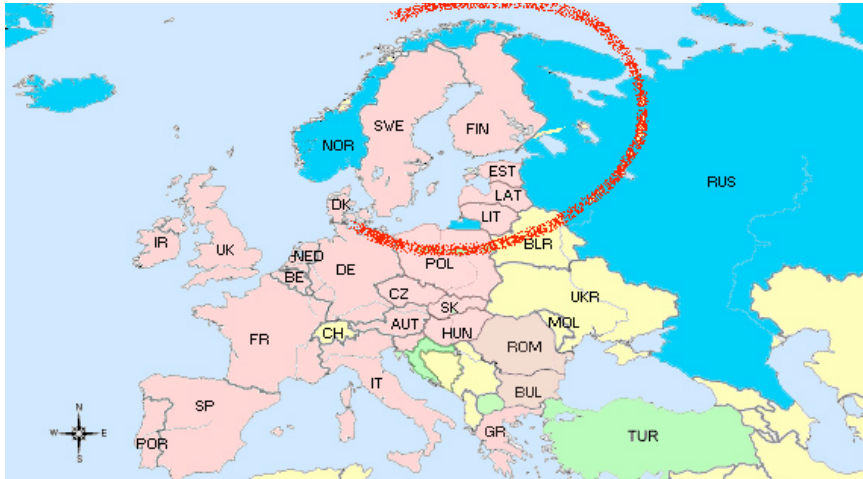 SWE
FIN
NOR
EST
RUS
LAT
DK
LIT
IR
UK
NED
BLR
DE
POL
BE
CZ
UKR
SK
MOL
AUT
CH
HUN
FR
ROM
IT
BUL
SP
N
W E
S
POR
GR
TUR